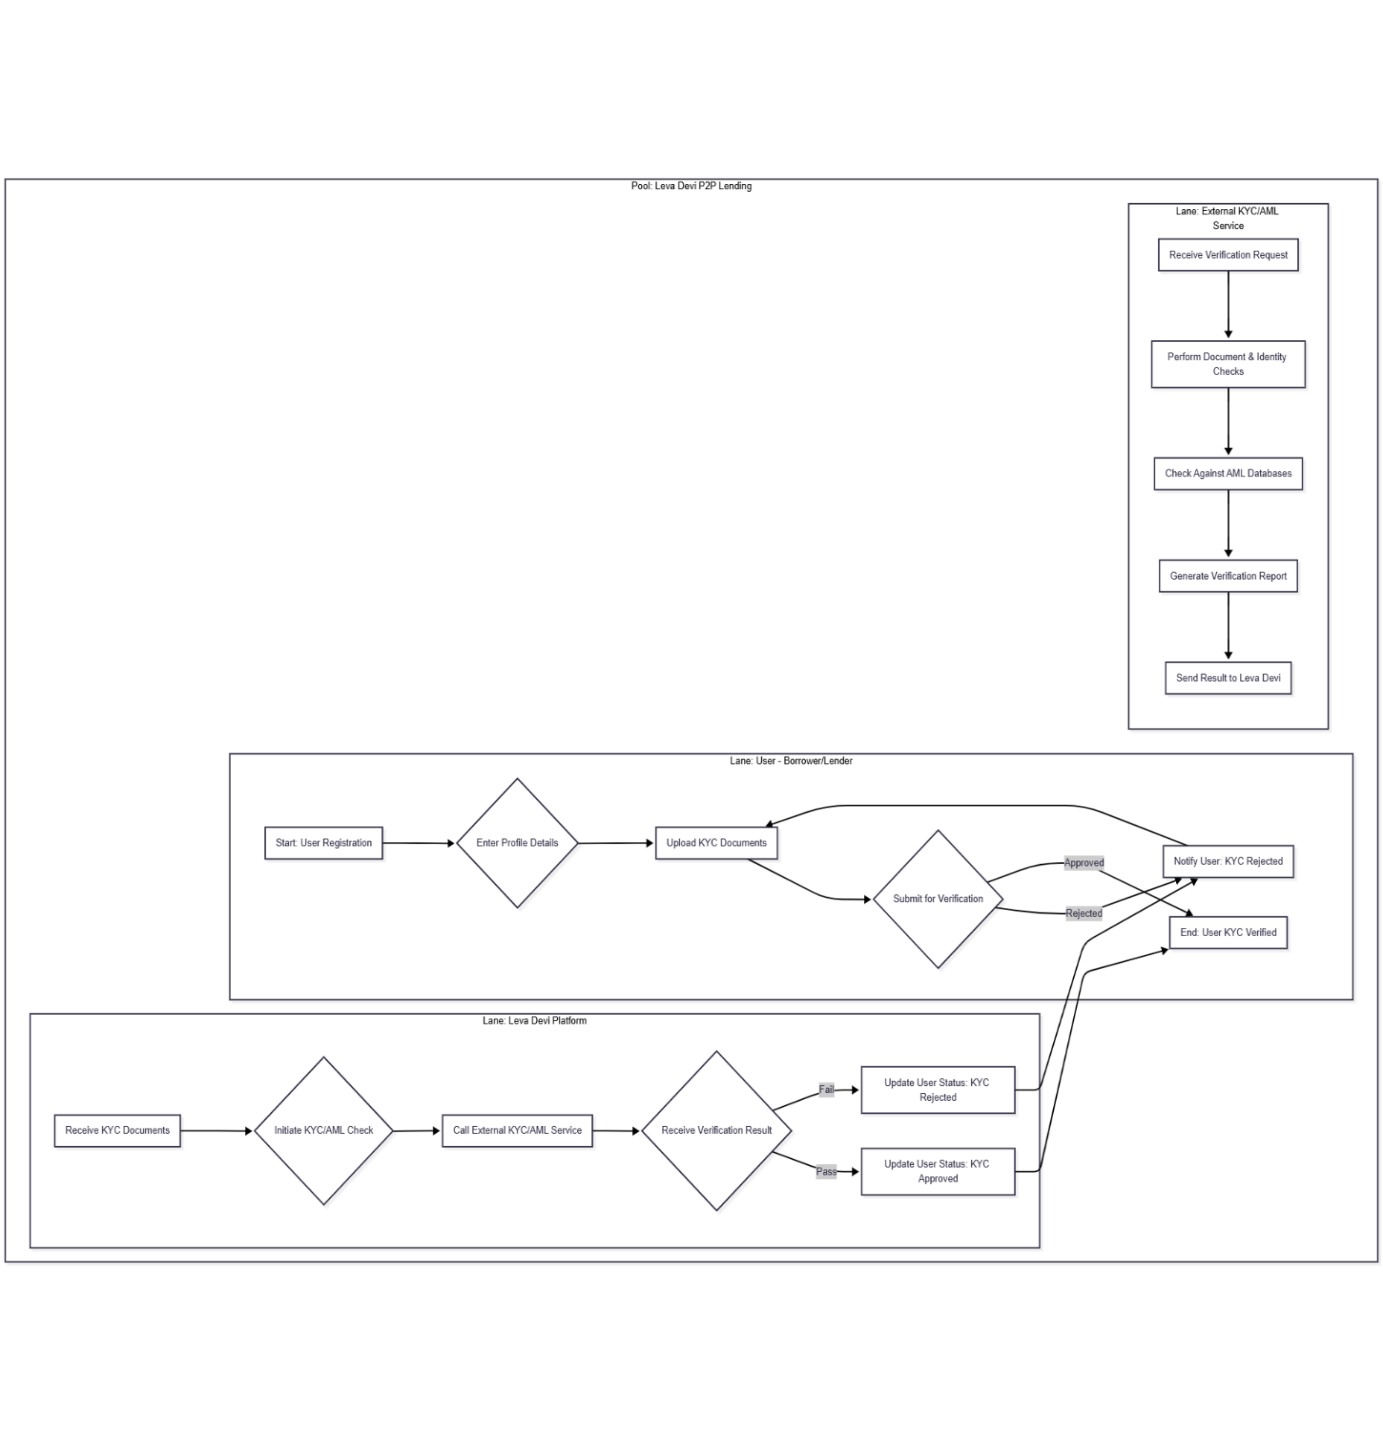 Pool: Leva Devi P2P Lending
Lane: External KYC/AML
Service
Receive Verification Request
Perform Document & Identity
Checks
Check Against AML Databases
Generate Verification Report
Send Result to Leva Devi
Lane: User - Borrower/Lender
Start: User Registration
Enter Profile Details
Upload KYC Documents
Submit for Verification
Approved
Rejected
Notify User: KYC Rejected
End: User KYC Verified
Lane: Leva Devi Platform
Receive KYC Documents
Initiate KYC/AML Check
Call External KYC/AML Service
Receive Verification Result
Fail
Pass
Update User Status: KYC
Rejected
Update User Status: KYC
Approved